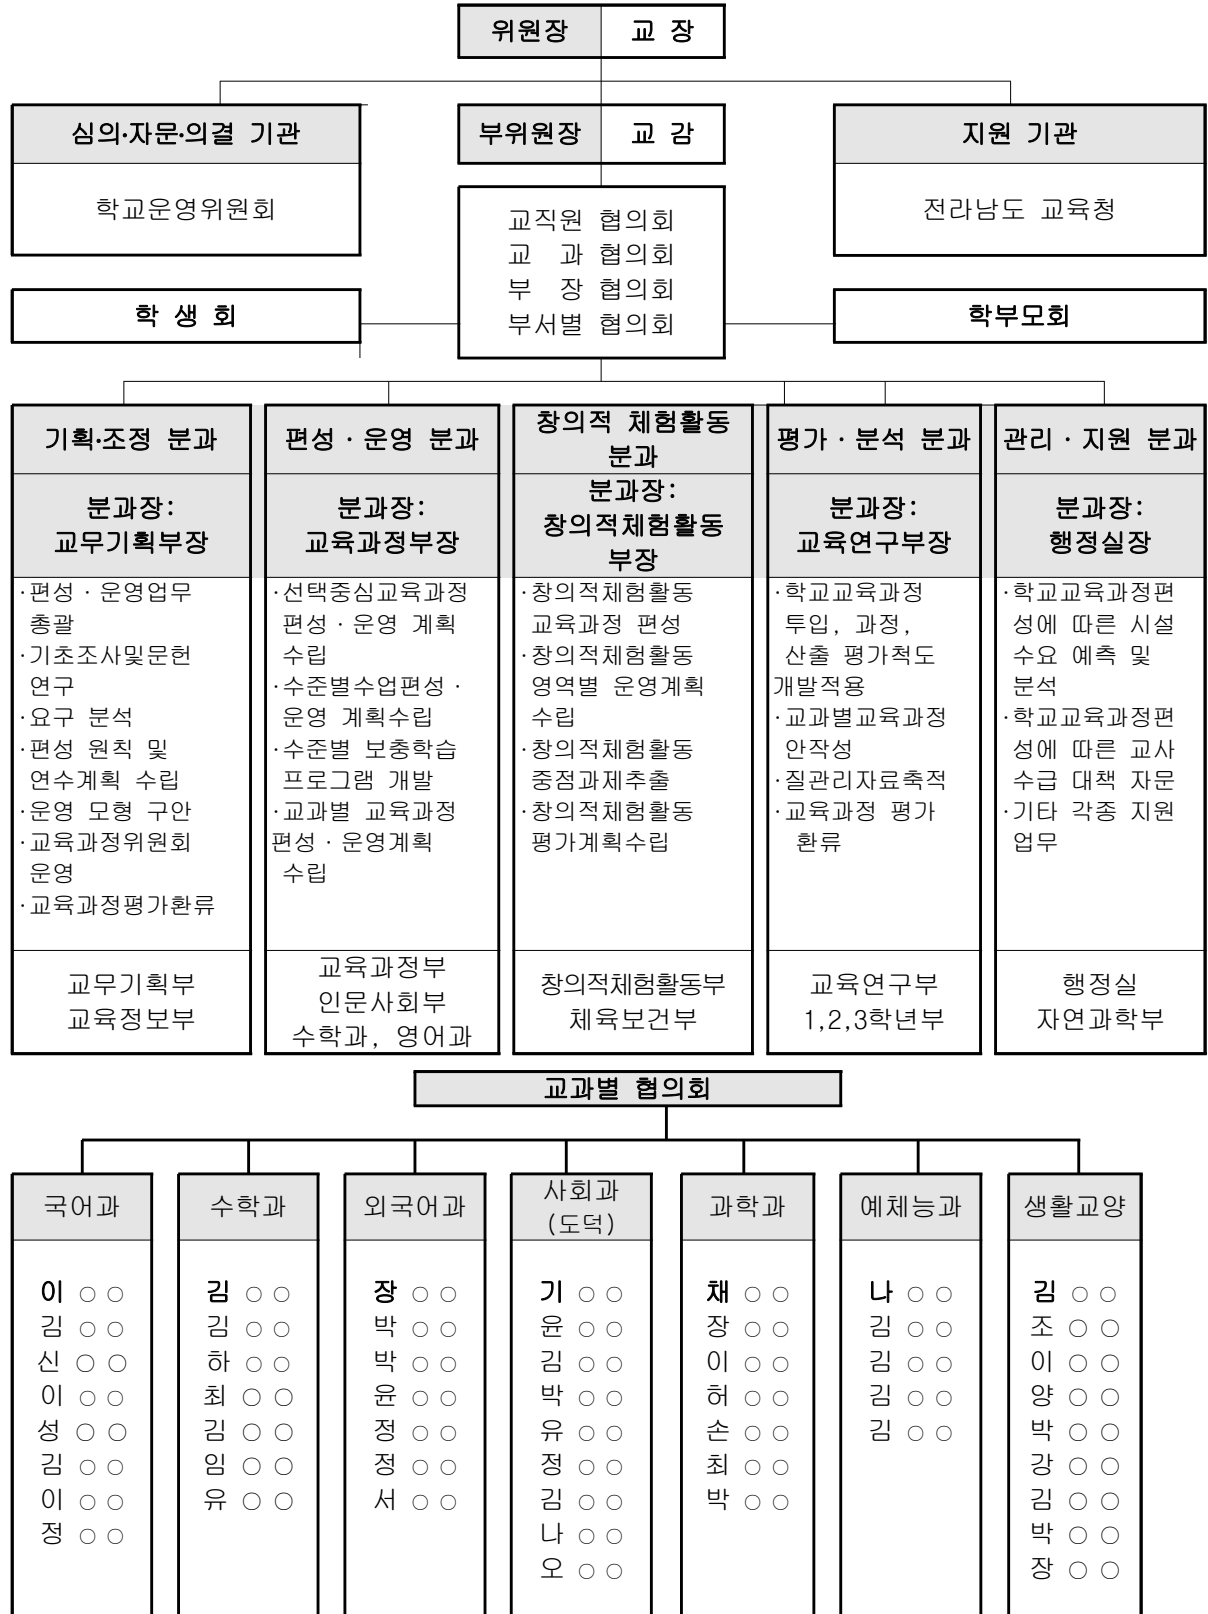 위원장 교 장
심의·자문·의결 기관
학교운영위원회
부위원장 교 감
지원 기관
전라남도 교육청
교직원 협의회
교 과 협의회
부 장 협의회
부서별 협의회
학 생 회
학부모회
기획·조정 분과
분과장:
교무기획부장
·편성·운영업무
총괄
·기초조사및문헌
연구
·요구 분석
·편성 원칙 및
연수계획 수립
·운영 모형 구안
·교육과정위원회
운영
·교육과정평가환류
교무기획부
교육정보부
편성·운영 분과
분과장:
교육과정부장
·선택중심교육과정
편성·운영 계획
수립
·수준별수업편성·
운영 계획수립
·수준별 보충학습
프로그램 개발
·교과별 교육과정
편성·운영계획
수립
교육과정부
인문사회부
수학과, 영어과
창의적 체험활동
분과
분과장:
창의적체험활동
부장
·창의적체험활동
교육과정 편성
·창의적체험활동
영역별 운영계획
수립
·창의적체험활동
중점과제추출
·창의적체험활동
평가계획수립
창의적체험활동부
체육보건부
평가·분석 분과
분과장:
교육연구부장
·학교교육과정
투입, 과정,
산출 평가척도
개발적용
·교과별교육과정
안작성
·질관리자료축적
·교육과정 평가
환류
교육연구부
1,2,3학년부
관리·지원 분과
분과장:
행정실장
·학교교육과정편
성에 따른 시설
수요 예측 및
분석
·학교교육과정편
성에 따른 교사
수급 대책 자문
·기타 각종 지원
업무
행정실
자연과학부
교과별 협의회
국어과
이 ○ ○
김 ○ ○
신 ○ ○
이 ○ ○
성 ○ ○
김 ○ ○
이 ○ ○
정 ○ ○
수학과
김 ○ ○
김 ○ ○
하 ○ ○
최 ○ ○
김 ○ ○
임 ○ ○
유 ○ ○
외국어과
장 ○ ○
박 ○ ○
박 ○ ○
윤 ○ ○
정 ○ ○
정 ○ ○
서 ○ ○
사회과
(도덕)
기 ○ ○
윤 ○ ○
김 ○ ○
박 ○ ○
유 ○ ○
정 ○ ○
김 ○ ○
나 ○ ○
오 ○ ○
과학과
채 ○ ○
장 ○ ○
이 ○ ○
허 ○ ○
손 ○ ○
최 ○ ○
박 ○ ○
예체능과
나 ○ ○
김 ○ ○
김 ○ ○
김 ○ ○
김 ○ ○
생활교양
김 ○ ○
조 ○ ○
이 ○ ○
양 ○ ○
박 ○ ○
강 ○ ○
김 ○ ○
박 ○ ○
장 ○ ○